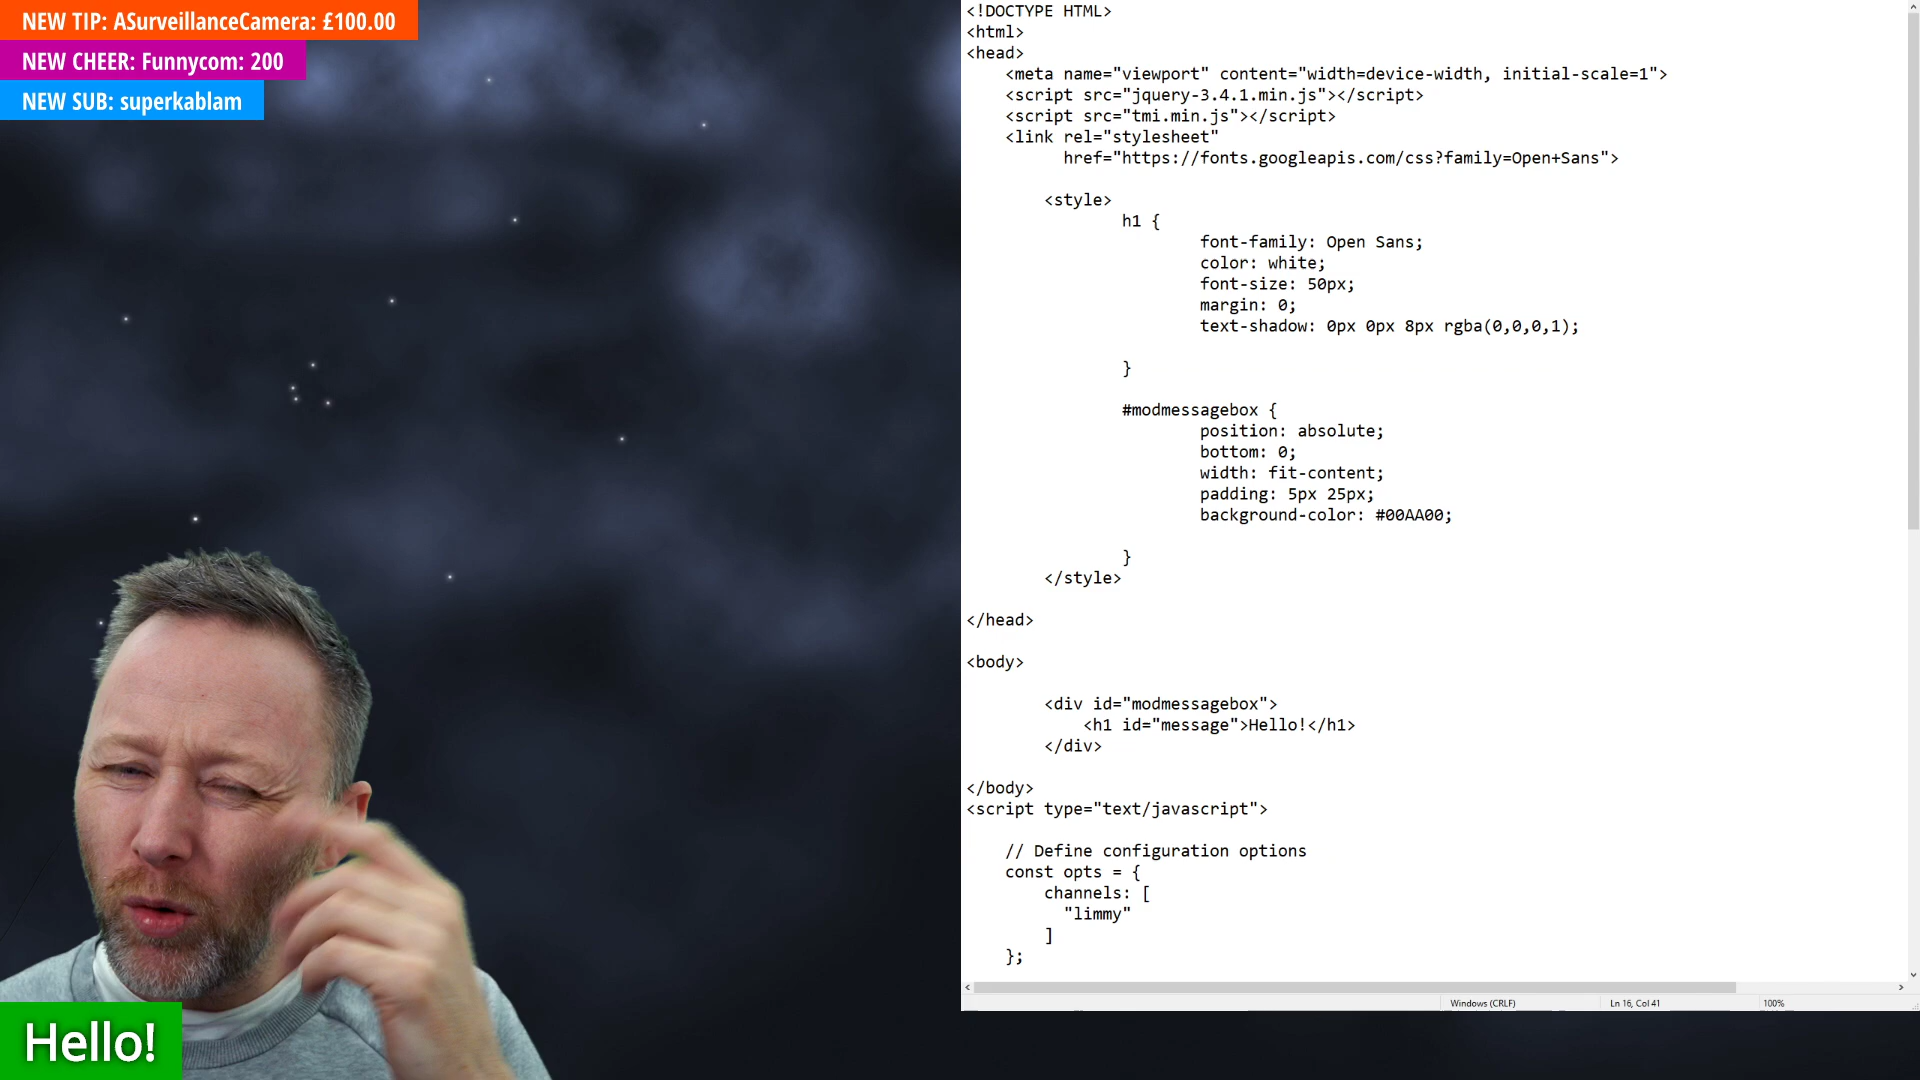 NEW TIP: ASurveillanceCamera: £100.00
NEW CHEER: Funnycom: 200
NEW SUB: superkablam
Hello!
<!DOCTYPE HTML>
<html>
<head>
    <meta name="viewport" content="width=device-width, initial-scale=1">
    <script src="jquery-3.4.1.min.js"></script>
    <script src="tmi.min.js"></script>
    <link rel="stylesheet"
          href="https://fonts.googleapis.com/css?family=Open+Sans">
        <style>
                h1 {
                        font-family: Open Sans;
                        color: white;
                        font-size: 50px;
                        margin: 0;
                        text-shadow: 0px 0px 8px rgba(0,0,0,1);
                }
                #modmessagebox {
                        position: absolute;
                        bottom: 0;
                        width: fit-content;
                        padding: 5px 25px;
                        background-color: #00AA00;
                }
        </style>
</head>
<body>
        <div id="modmessagebox">
            <h1 id="message">Hello!</h1>
        </div>
</body>
<script type="text/javascript">
    // Define configuration options
    const opts = {
        channels: [
          "limmy"
        ]
    };
Windows (CRLF)
Ln 16, Col 41
100%